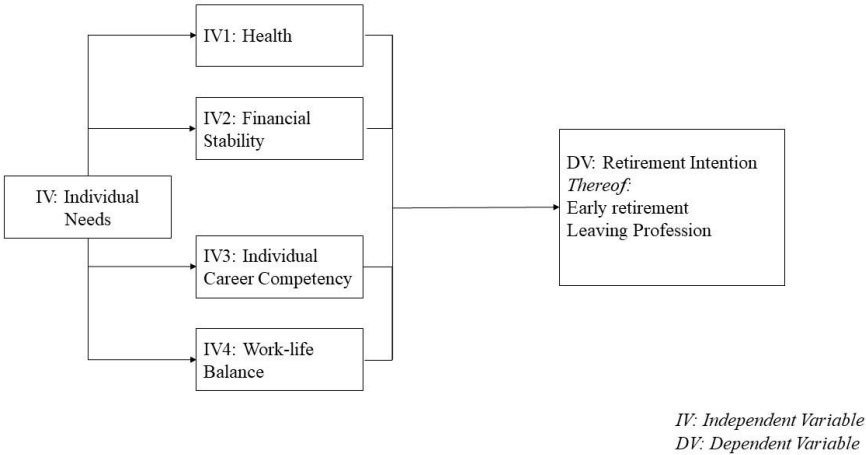 IV1: Health
IV2: Financial
Stability
IV: Individual
Needs
IV3: Individual
Career Competency
IV4: Work-life
Balance
DV: Retirement Intention
Thereof:
Early retirement
Leaving Profession
IV: Independent Variable
DV: Dependent Variable